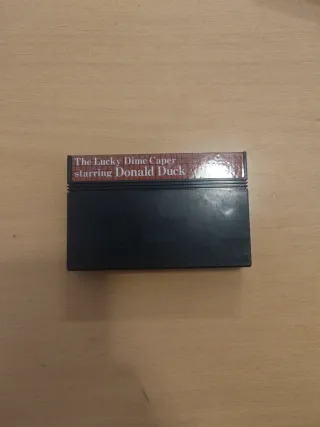 The Lucky Dime Caper
starring Donald Duck